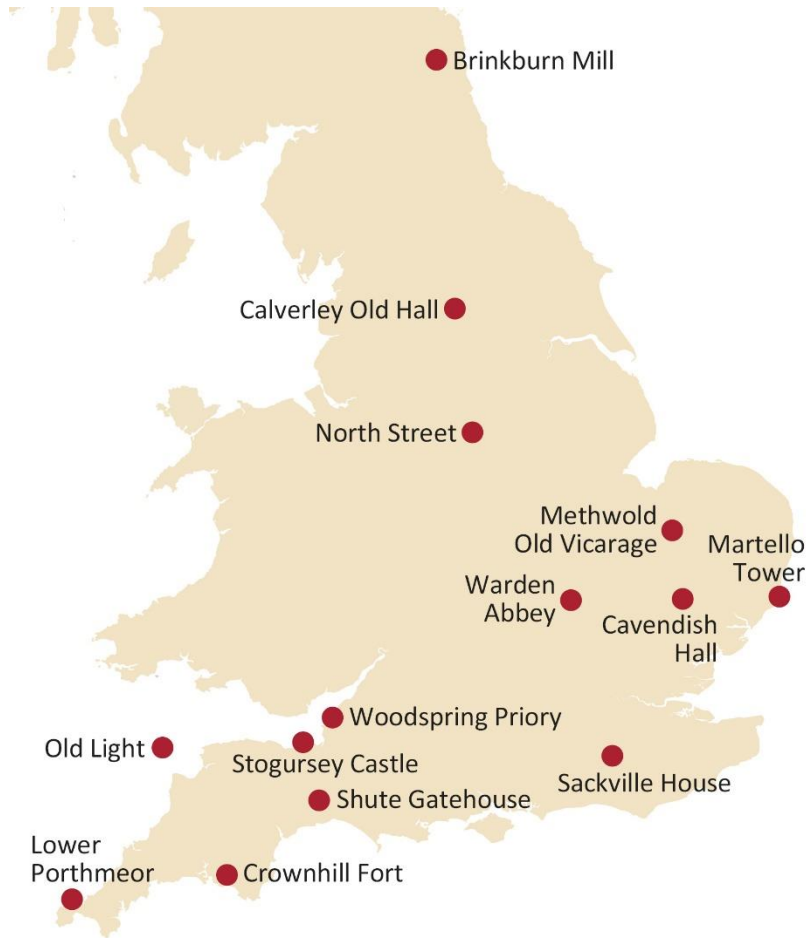 Brinkburn Mill
Calverley Old Hall
North Street
Methwold
Old Vicarage
Martello
Tower
Warden
Abbey
Cavendish
Hall
Woodspring Priory
Old Light
Stogursey Castle
Sackville House
Shute Gatehouse
Lower
Porthmeor
Crownhill Fort